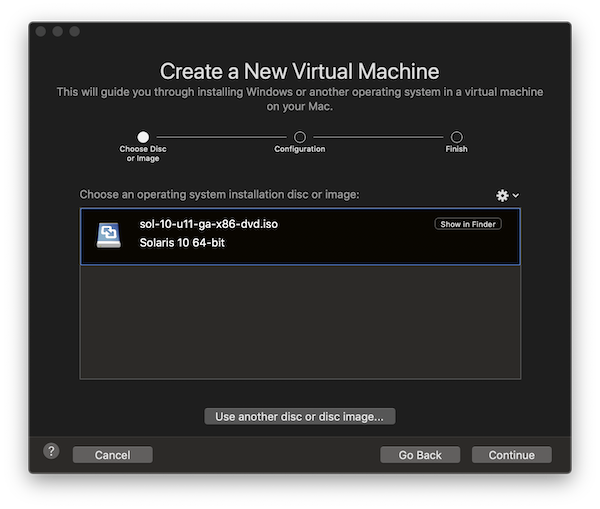 Create a New Virtual Machine
This will guide you through installing Windows or another operating system in a virtual machine
on your Mac.
Choose Disc
or Image
Configuration
Finish
Choose an operating system installation disc or image:
sol-10-u11-ga-x86-dvd.iso
Show in Finder
Solaris 10 64-bit
Use another disc or disc image...
?
Cancel
Go Back
Continue